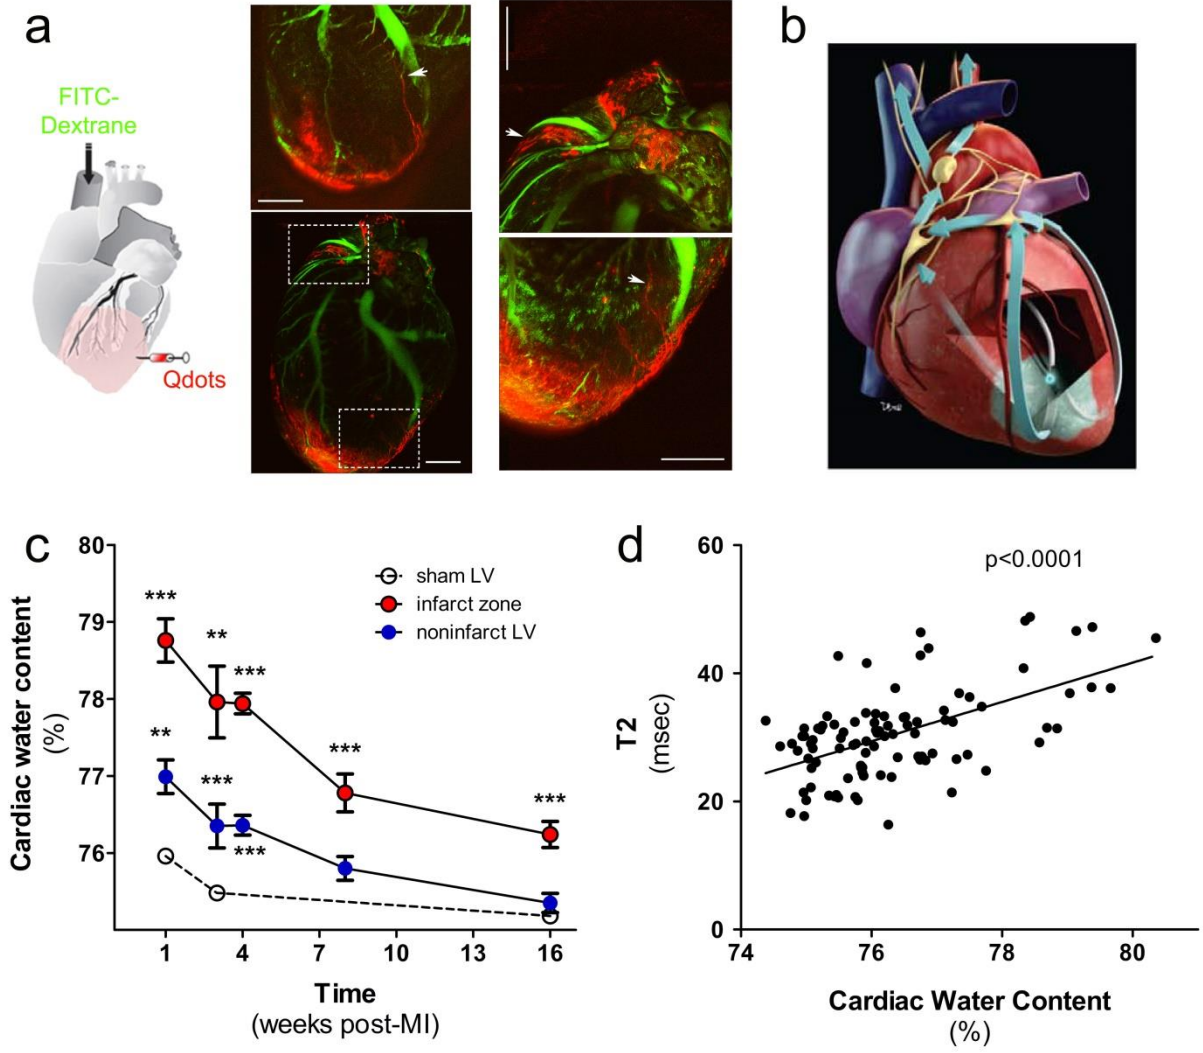 a
FITC-
Dextrane
Qdots
b
c
80
79
78
77
76
Cardiac water content
(%)
***
**
***
***
***
**
***
***
sham LV
infarct zone
noninfarct LV
1
4
7
10
13
16
Time
(weeks post-MI)
d
60
40
20
0
T2
(msec)
p<0.0001
74
76
78
80
Cardiac Water Content
(%)